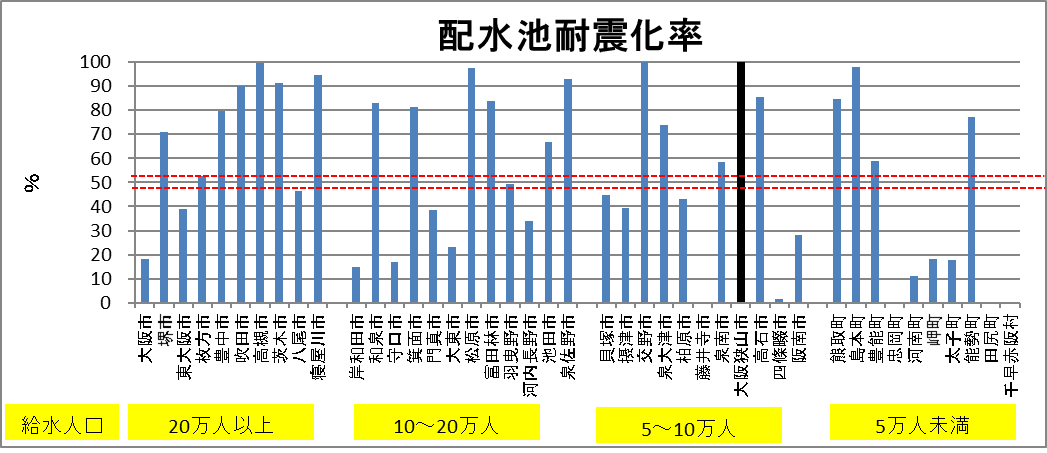 配水池耐震化率
%
100
90
80
70
60
50
40
30
20
10
0
大阪市
堺市
東大阪市
枚方市
豊中市
吹田市
高槻市
茨木市
八尾市
寝屋川市
岸和田市
和泉市
守口市
箕面市
門真市
大東市
松原市
富田林市
羽曳野市
河内長野市
池田市
泉佐野市
貝塚市
摂津市
交野市
泉大津市
柏原市
藤井寺市
泉南市
大阪狭山市
高石市
四條畷市
阪南市
熊取町
島本町
豊能町
忠岡町
河南町
岬町
太子町
能勢町
田尻町
千早赤阪村
給水人口
20万人以上
10～20万人
5～10万人
5万人未満